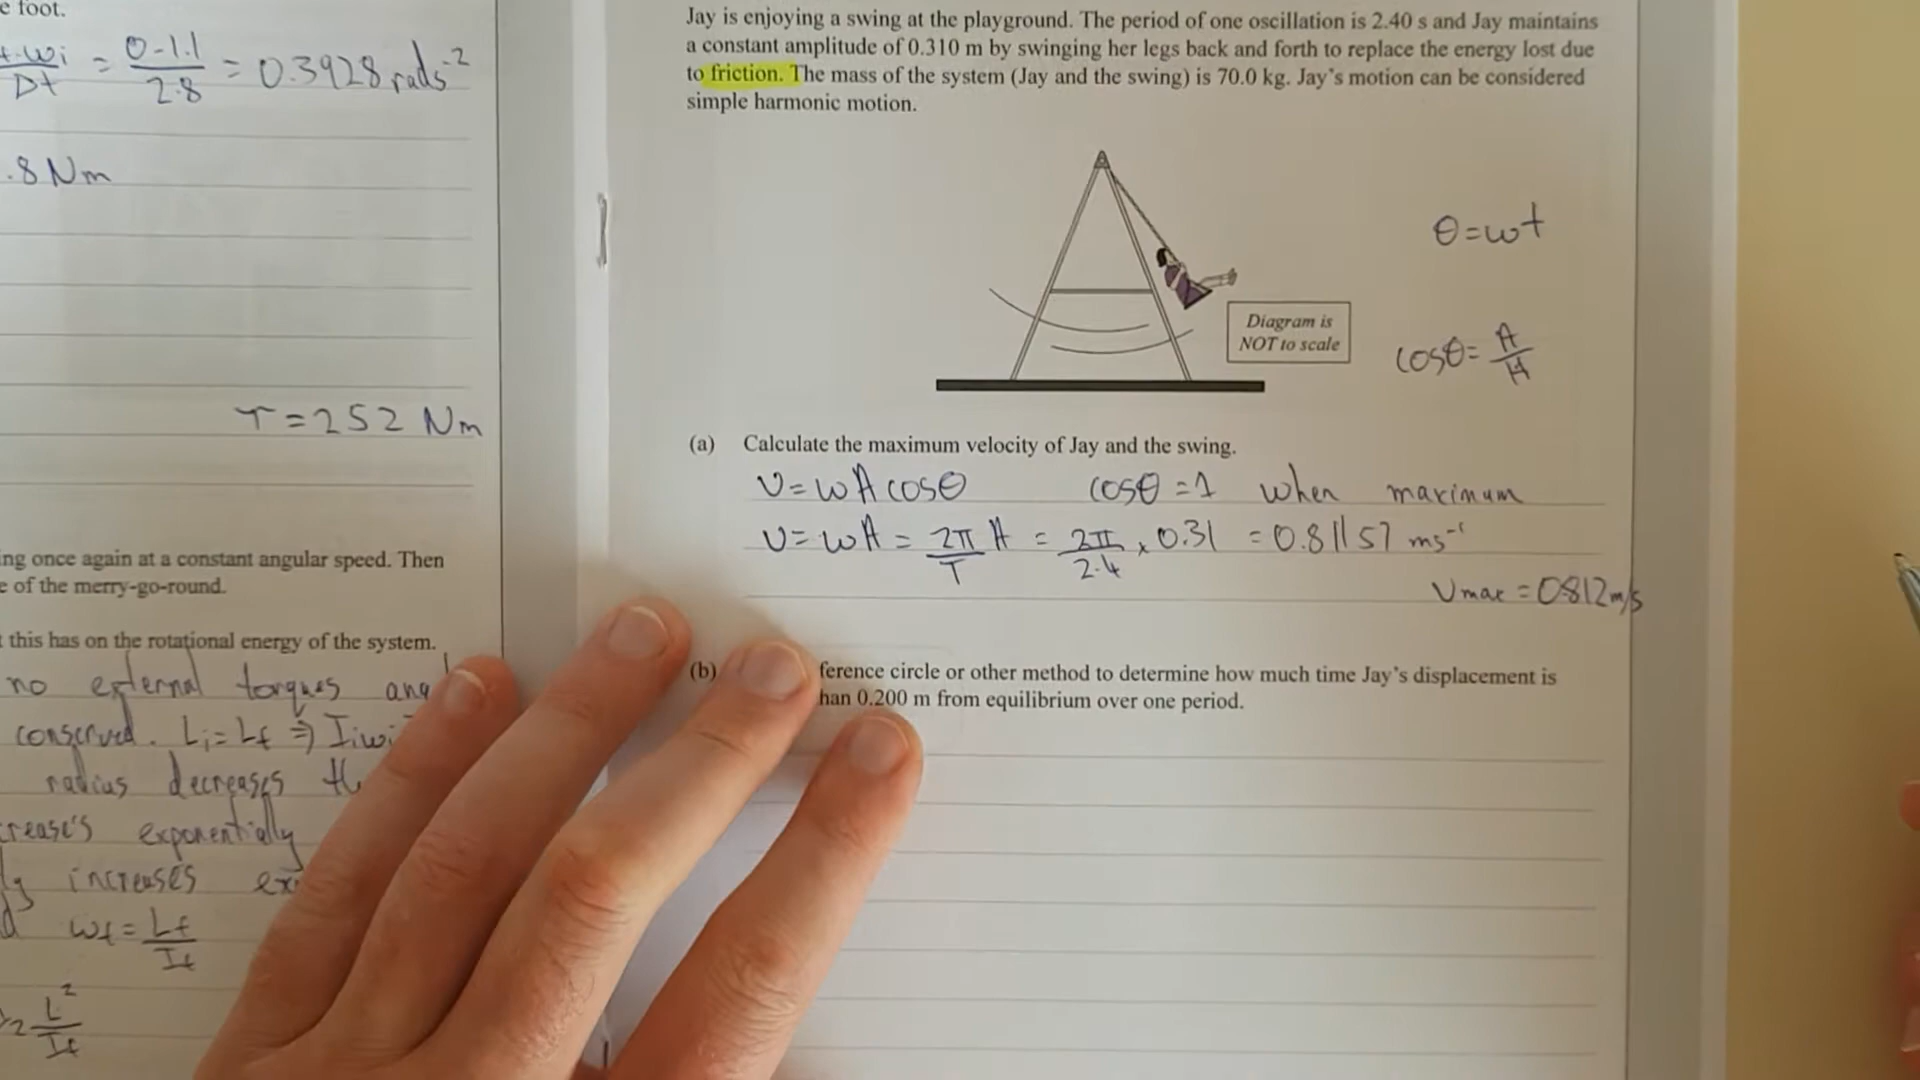 e foot.
= 0-1.1 / 2.8 = 0.3928 rads⁻²
Dt
.8 Nm
τ = 252 Nm
ng once again at a constant angular speed. Then
e of the merry-go-round.
this has on the rotational energy of the system.
no external torques
conserved. Li = Lf ⇒
radius decreases
exponentially
increases
wf = Lf / If
L² / If
Jay is enjoying a swing at the playground. The period of one oscillation is 2.40 s and Jay maintains
a constant amplitude of 0.310 m by swinging her legs back and forth to replace the energy lost due
to friction. The mass of the system (Jay and the swing) is 70.0 kg. Jay's motion can be considered
simple harmonic motion.
θ = ωt
Diagram is
NOT to scale
cosθ = A / H
(a) Calculate the maximum velocity of Jay and the swing.
v = ωA cosθ cosθ = 1 when maximum
v = ωA = 2π / T A = 2π / 2.4 × 0.31 = 0.81157 ms⁻¹
Vmax = 0.812 m/s
(b) ference circle or other method to determine how much time Jay's displacement is
han 0.200 m from equilibrium over one period.